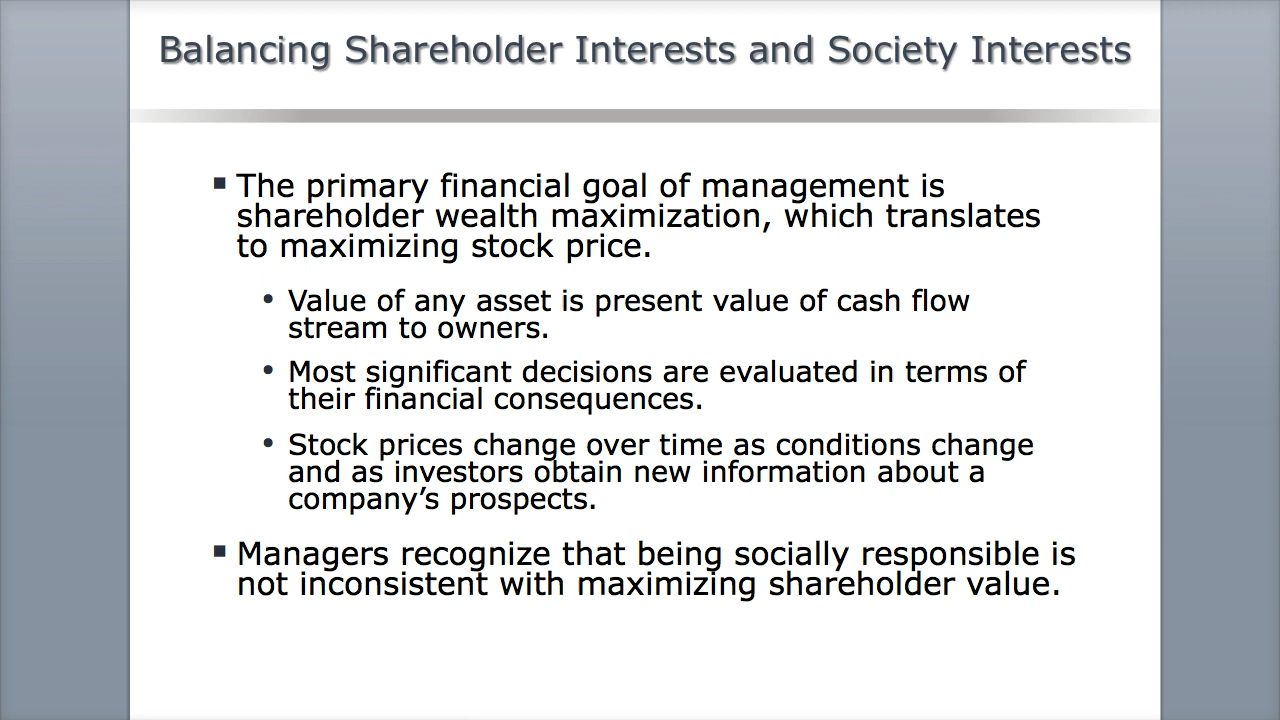 Balancing Shareholder Interests and Society Interests
▪ The primary financial goal of management is
shareholder wealth maximization, which translates
to maximizing stock price.
• Value of any asset is present value of cash flow
stream to owners.
• Most significant decisions are evaluated in terms of
their financial consequences.
• Stock prices change over time as conditions change
and as investors obtain new information about a
company’s prospects.
▪ Managers recognize that being socially responsible is
not inconsistent with maximizing shareholder value.